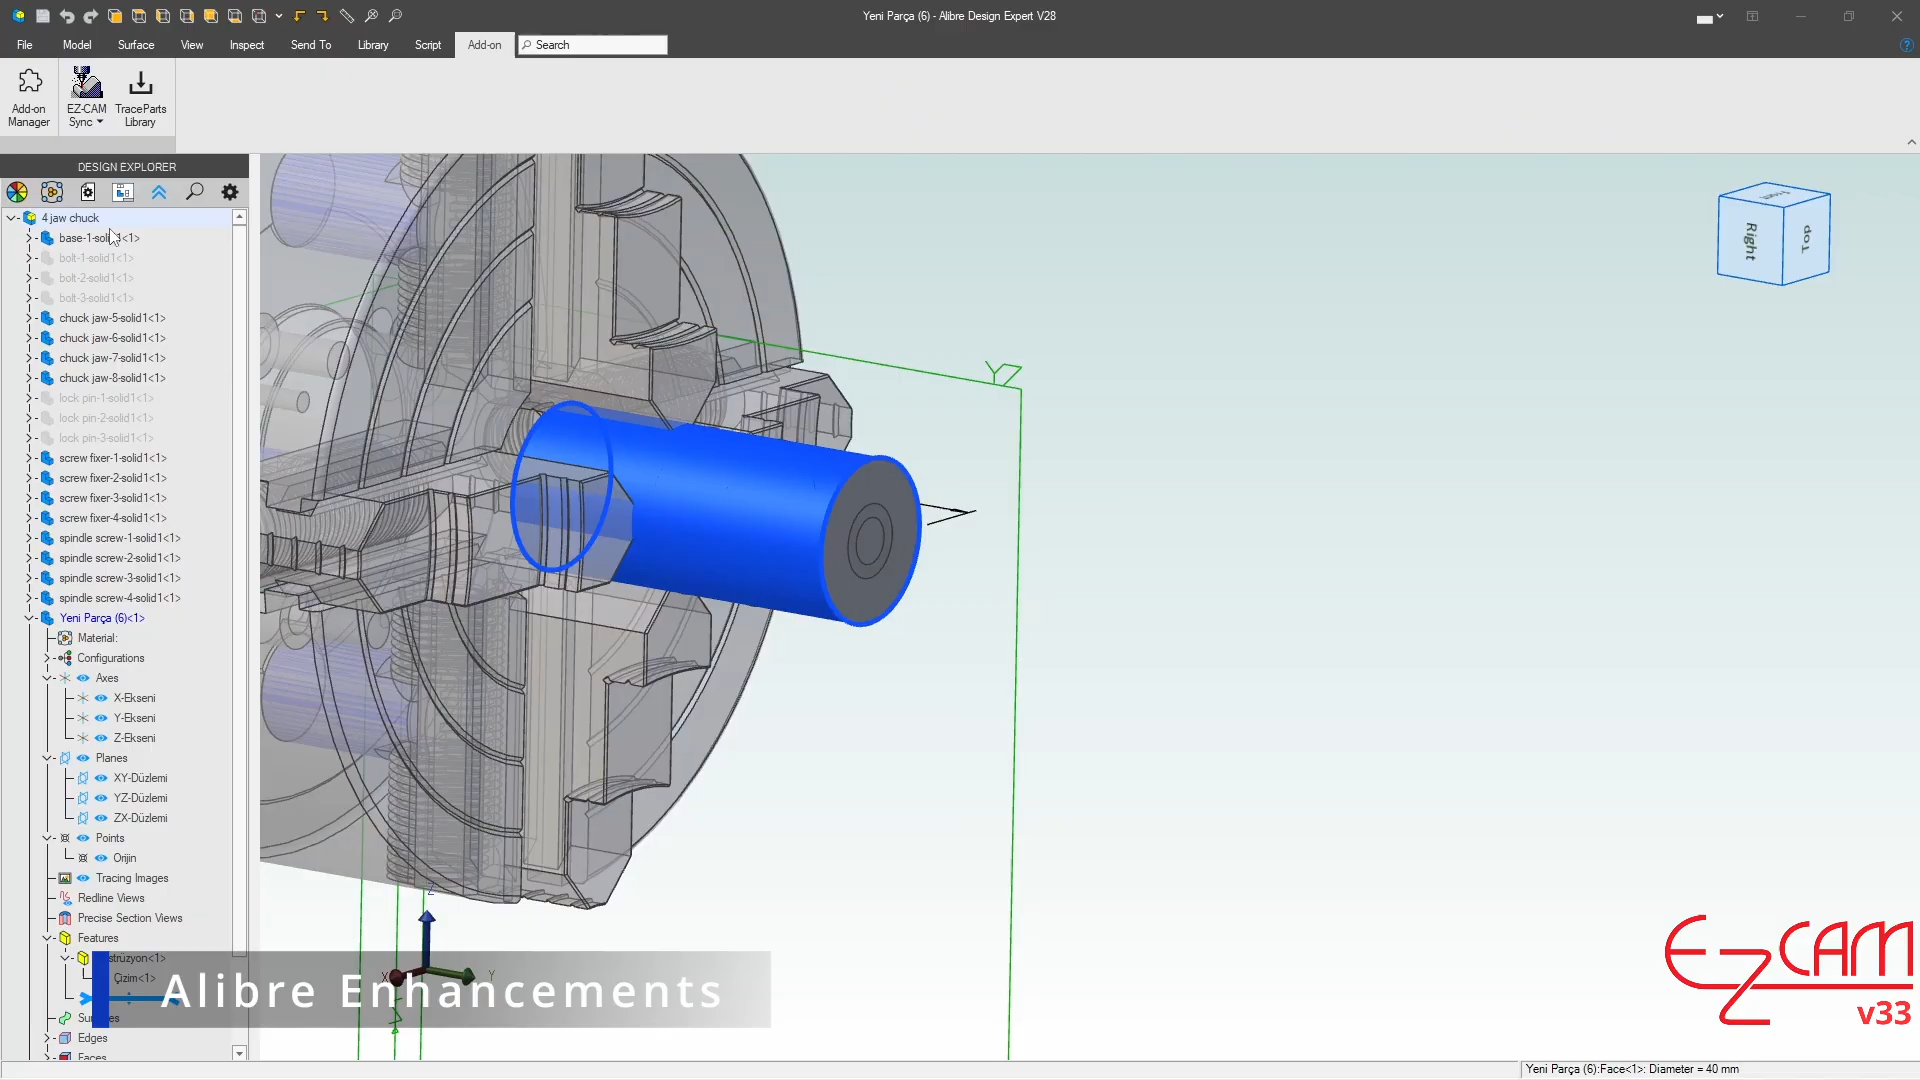 Yeni Parça (6) - Alibre Design Expert V28
File Model Surface View Inspect Send To Library Script Add-on Search
Add-on Manager
EZ-CAM Sync
TraceParts Library
DESIGN EXPLORER
4 jaw chuck
base-1-soli 1<1>
bolt-1-solid1<1>
bolt-2-solid1<1>
bolt-3-solid1<1>
chuck jaw-5-solid1<1>
chuck jaw-6-solid1<1>
chuck jaw-7-solid1<1>
chuck jaw-8-solid1<1>
lock pin-1-solid1<1>
lock pin-2-solid1<1>
lock pin-3-solid1<1>
screw fixer-1-solid1<1>
screw fixer-2-solid1<1>
screw fixer-3-solid1<1>
screw fixer-4-solid1<1>
spindle screw-1-solid1<1>
spindle screw-2-solid1<1>
spindle screw-3-solid1<1>
spindle screw-4-solid1<1>
Yeni Parça (6)<1>
Material:
Configurations
Axes
X-Ekseni
Y-Ekseni
Z-Ekseni
Planes
XY-Düzlemi
YZ-Düzlemi
ZX-Düzlemi
Points
Orijin
Tracing Images
Redline Views
Precise Section Views
Features
strüzyon<1>
Çizim<1>
Edges
Faces
Right
Top
Front
Y
Z
X
Y
Alibre Enhancements
EZCAM
v33
Yeni Parça (6):Face<1>: Diameter = 40 mm